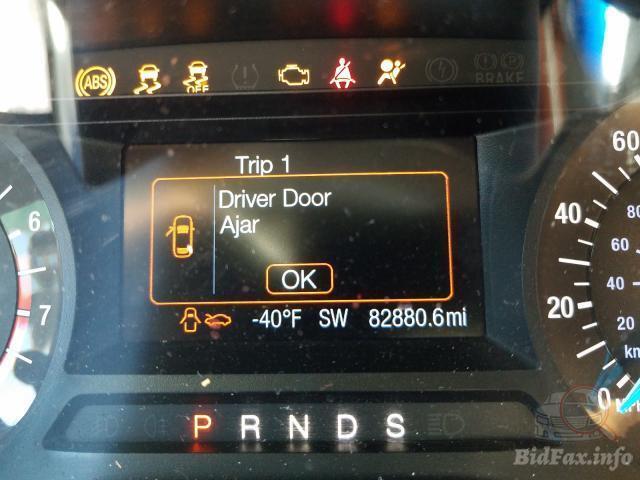 ABS OFF BRAKE
Trip 1
Driver Door
Ajar
OK
-40°F SW 82880.6mi
P R N D S
6
7
60
40
20
0
80
60
40
20
km
BidFax.info